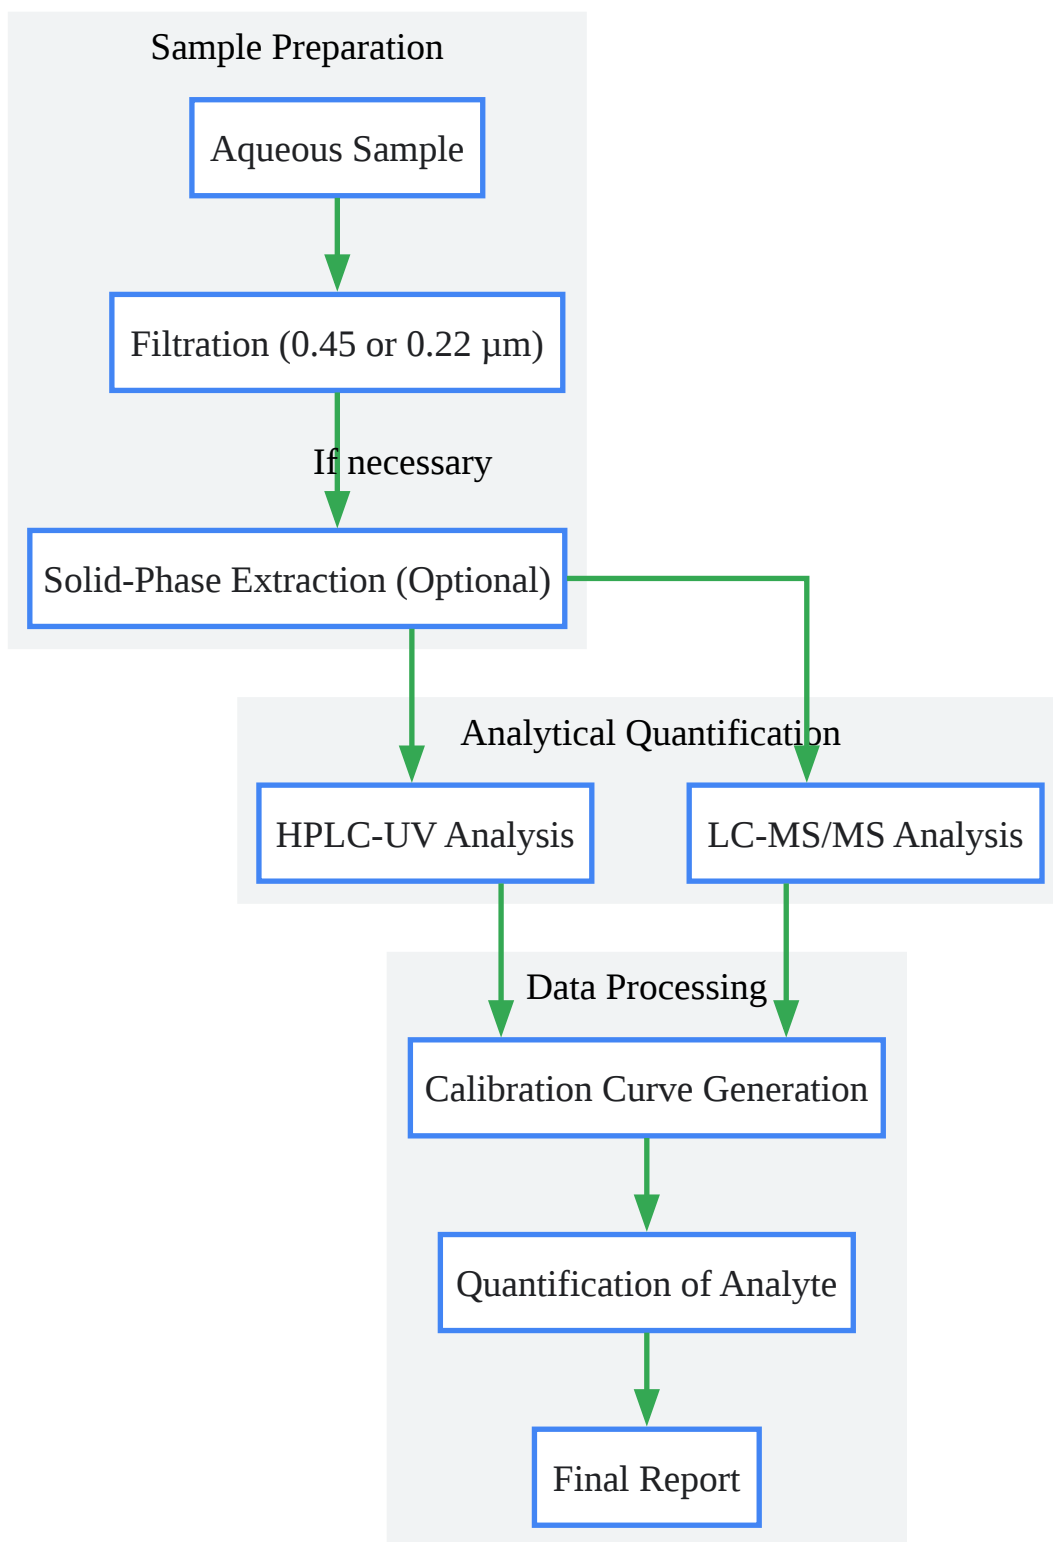 Sample Preparation
Aqueous Sample
Filtration (0.45 or 0.22 µm)
If necessary
Solid-Phase Extraction (Optional)
Analytical Quantification
HPLC-UV Analysis
LC-MS/MS Analysis
Data Processing
Calibration Curve Generation
Quantification of Analyte
Final Report